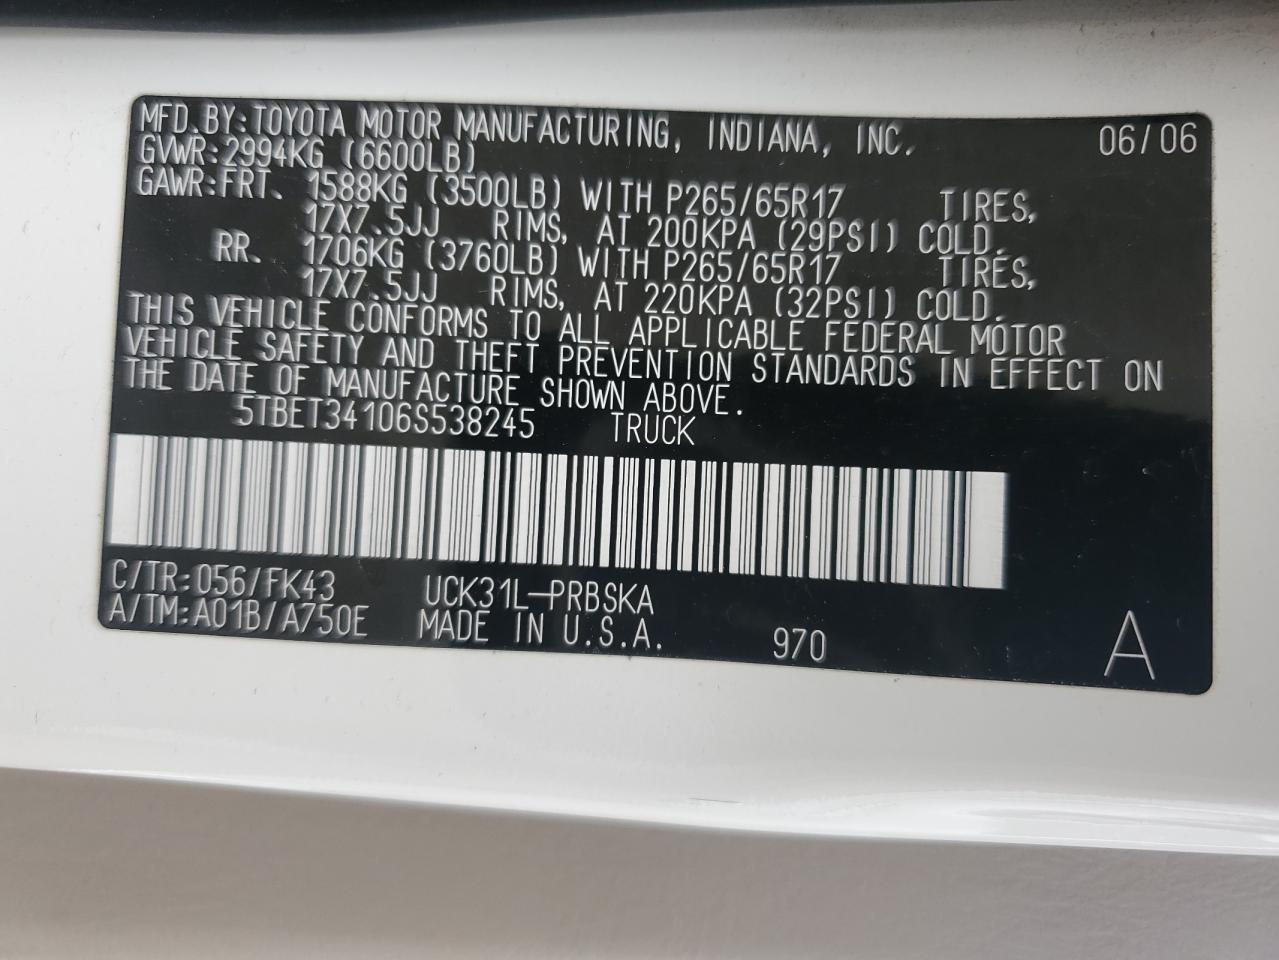 MFD.BY:TOYOTA MOTOR MANUFACTURING, INDIANA, INC. 06/06
GVWR:2994KG (6600LB)
GAWR:FRT. 1588KG (3500LB) WITH P265/65R17 TIRES,
17X7.5JJ RIMS, AT 200KPA (29PSI) COLD.
RR. 1706KG (3760LB) WITH P265/65R17 TIRES,
17X7.5JJ RIMS, AT 220KPA (32PSI) COLD.
THIS VEHICLE CONFORMS TO ALL APPLICABLE FEDERAL MOTOR
VEHICLE SAFETY AND THEFT PREVENTION STANDARDS IN EFFECT ON
THE DATE OF MANUFACTURE SHOWN ABOVE.
5TBET34106S538245 TRUCK
C/TR:056/FK43 UCK31L-PRBSKA
A/TM:A01B/A750E MADE IN U.S.A. 970 A